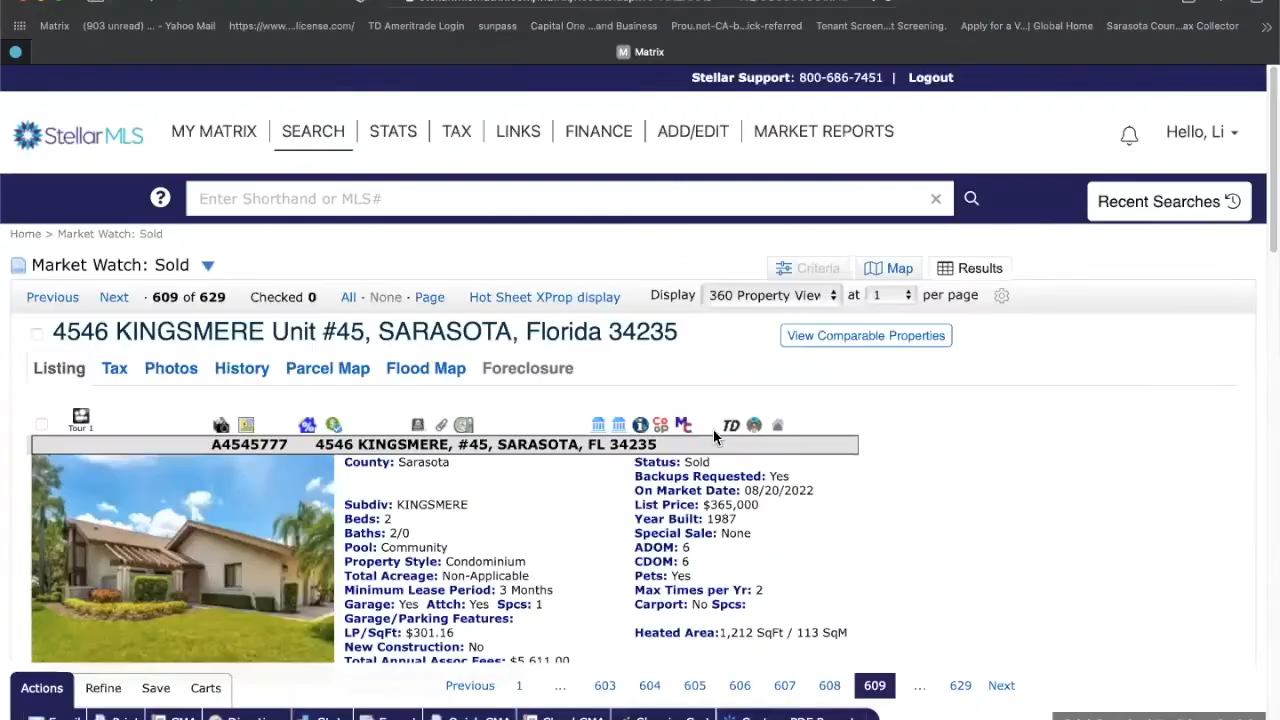 Matrix (903 unread) ... - Yahoo Mail https://www....license.com/ TD Ameritrade Login sunpass Capital One ...and Business Prou.net-CA-b...ick-referred Tenant Screen...t Screening. Apply for a V...| Global Home Sarasota Coun...ax Collector
M Matrix
Stellar Support: 800-686-7451 | Logout
StellarMLS MY MATRIX SEARCH STATS TAX LINKS FINANCE ADD/EDIT MARKET REPORTS Hello, Li
? Enter Shorthand or MLS# Recent Searches
Home > Market Watch: Sold
Market Watch: Sold Criteria Map Results
Previous Next · 609 of 629 Checked 0 All · None · Page Hot Sheet XProp display Display 360 Property View at 1 per page
4546 KINGSMERE Unit #45, SARASOTA, Florida 34235 View Comparable Properties
Listing Tax Photos History Parcel Map Flood Map Foreclosure
Tour 1 TD
A4545777 4546 KINGSMERE, #45, SARASOTA, FL 34235
County: Sarasota
Subdiv: KINGSMERE
Beds: 2
Baths: 2/0
Pool: Community
Property Style: Condominium
Total Acreage: Non-Applicable
Minimum Lease Period: 3 Months
Garage: Yes Attch: Yes Spcs: 1
Garage/Parking Features:
LP/SqFt: $301.16
New Construction: No
Total Annual Assoc Fees: $5,611.00
Status: Sold
Backups Requested: Yes
On Market Date: 08/20/2022
List Price: $365,000
Year Built: 1987
Special Sale: None
ADOM: 6
CDOM: 6
Pets: Yes
Max Times per Yr: 2
Carport: No Spcs:
Heated Area:1,212 SqFt / 113 SqM
Actions Refine Save Carts Previous 1 ... 603 604 605 606 607 608 609 ... 629 Next